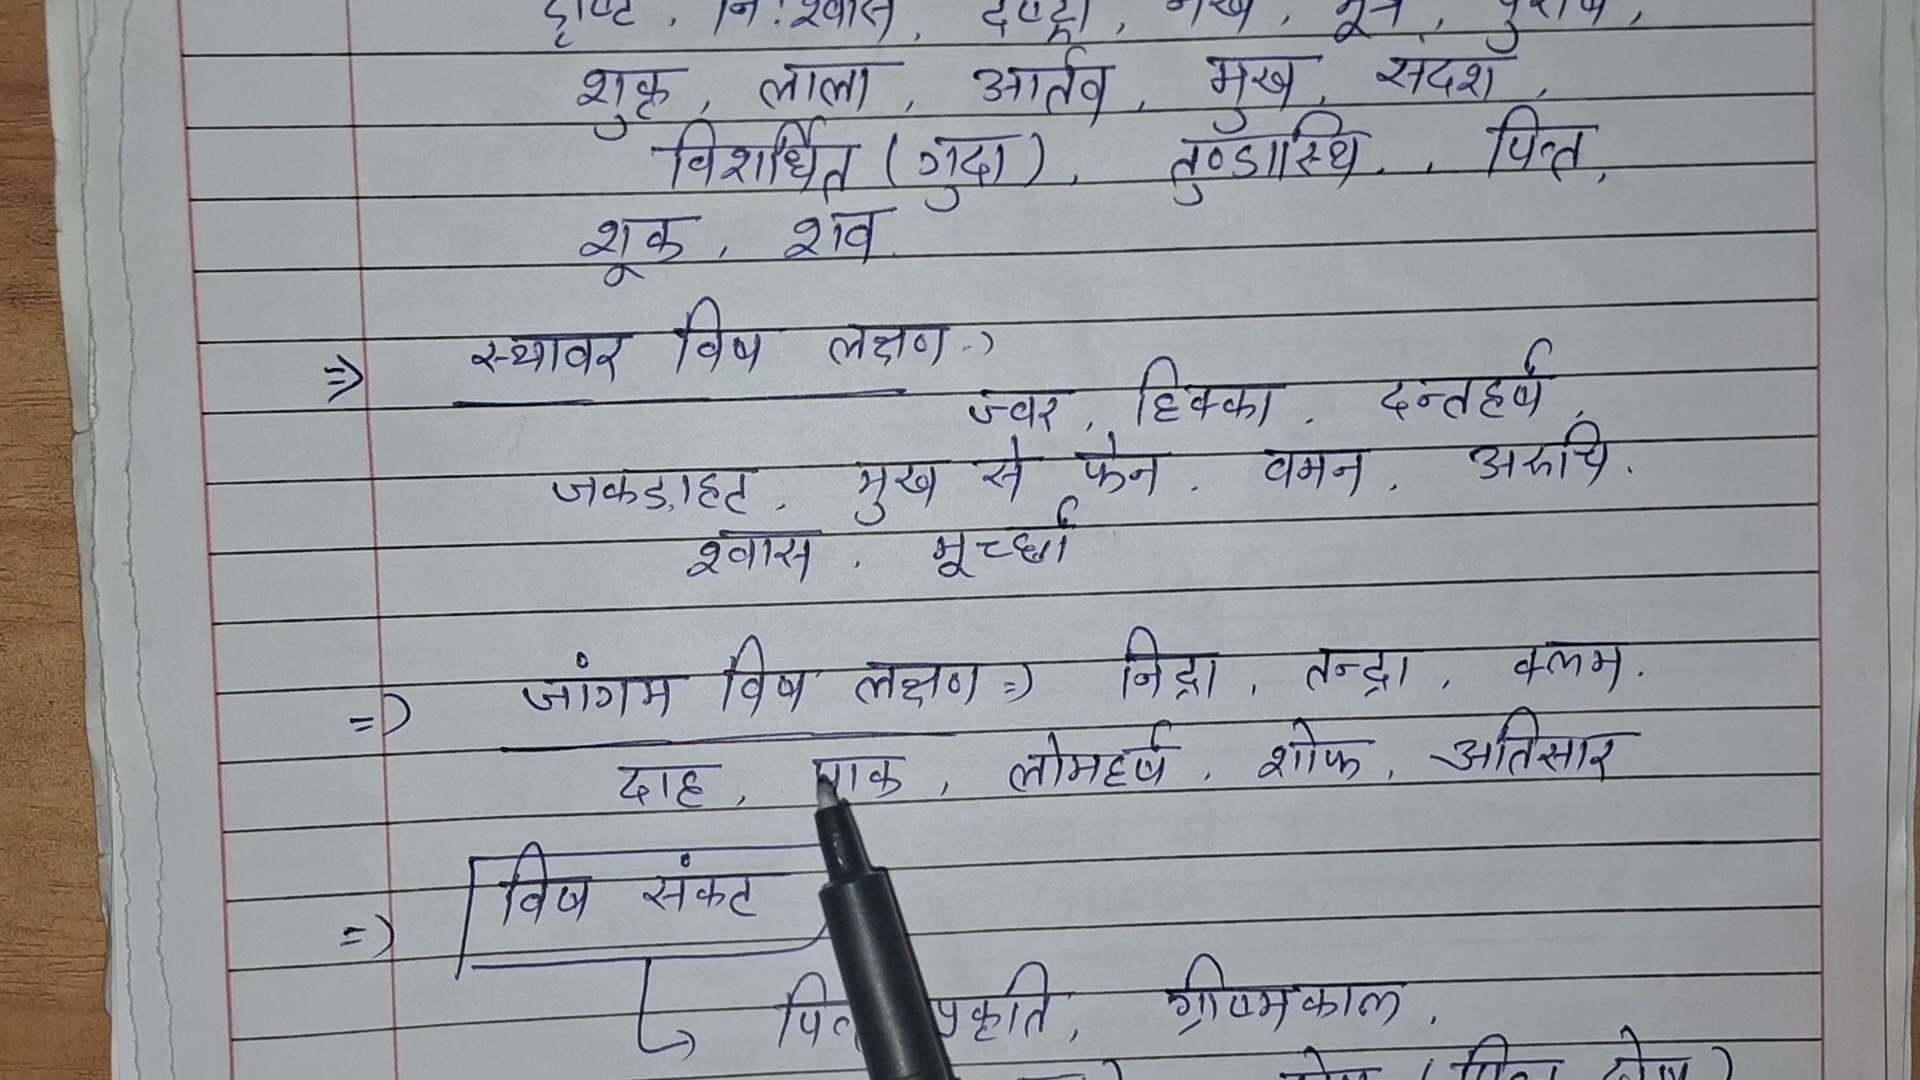 दृष्टि, निःश्वास, दंष्ट्रा, नख, मूत्र, पुरीष,
शुक्र, लाला, आर्तव, मुख, संदंश,
विशर्धित (गुदा), तुण्डास्थि, पित्त,
शूक, शव
⇒ स्थावर विष लक्षण →
ज्वर, हिक्का, दन्तहर्ष,
जकड़ाहट, मुख से फेन, वमन, अरुचि,
श्वास, मूर्च्छा
⇒ जांगम विष लक्षण ⇒ निद्रा, तन्द्रा, क्लम,
दाह, पाक, लोमहर्ष, शोफ, अतिसार
⇒ विष संकट
→ पित्त प्रकृति, ग्रीष्मकाल,